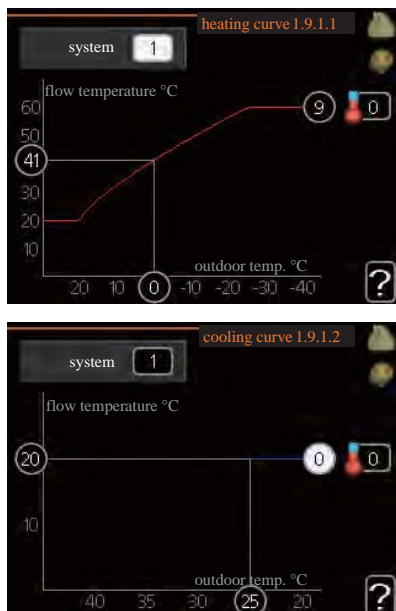 heating curve 1.9.1.1
system 1
flow temperature °C
60
9
0
50
41
30
20
10
outdoor temp. °C
20 10 0 -10 -20 -30 -40
?
cooling curve 1.9.1.2
system 1
flow temperature °C
20
0
0
10
outdoor temp. °C
40 35 30 25 20
?